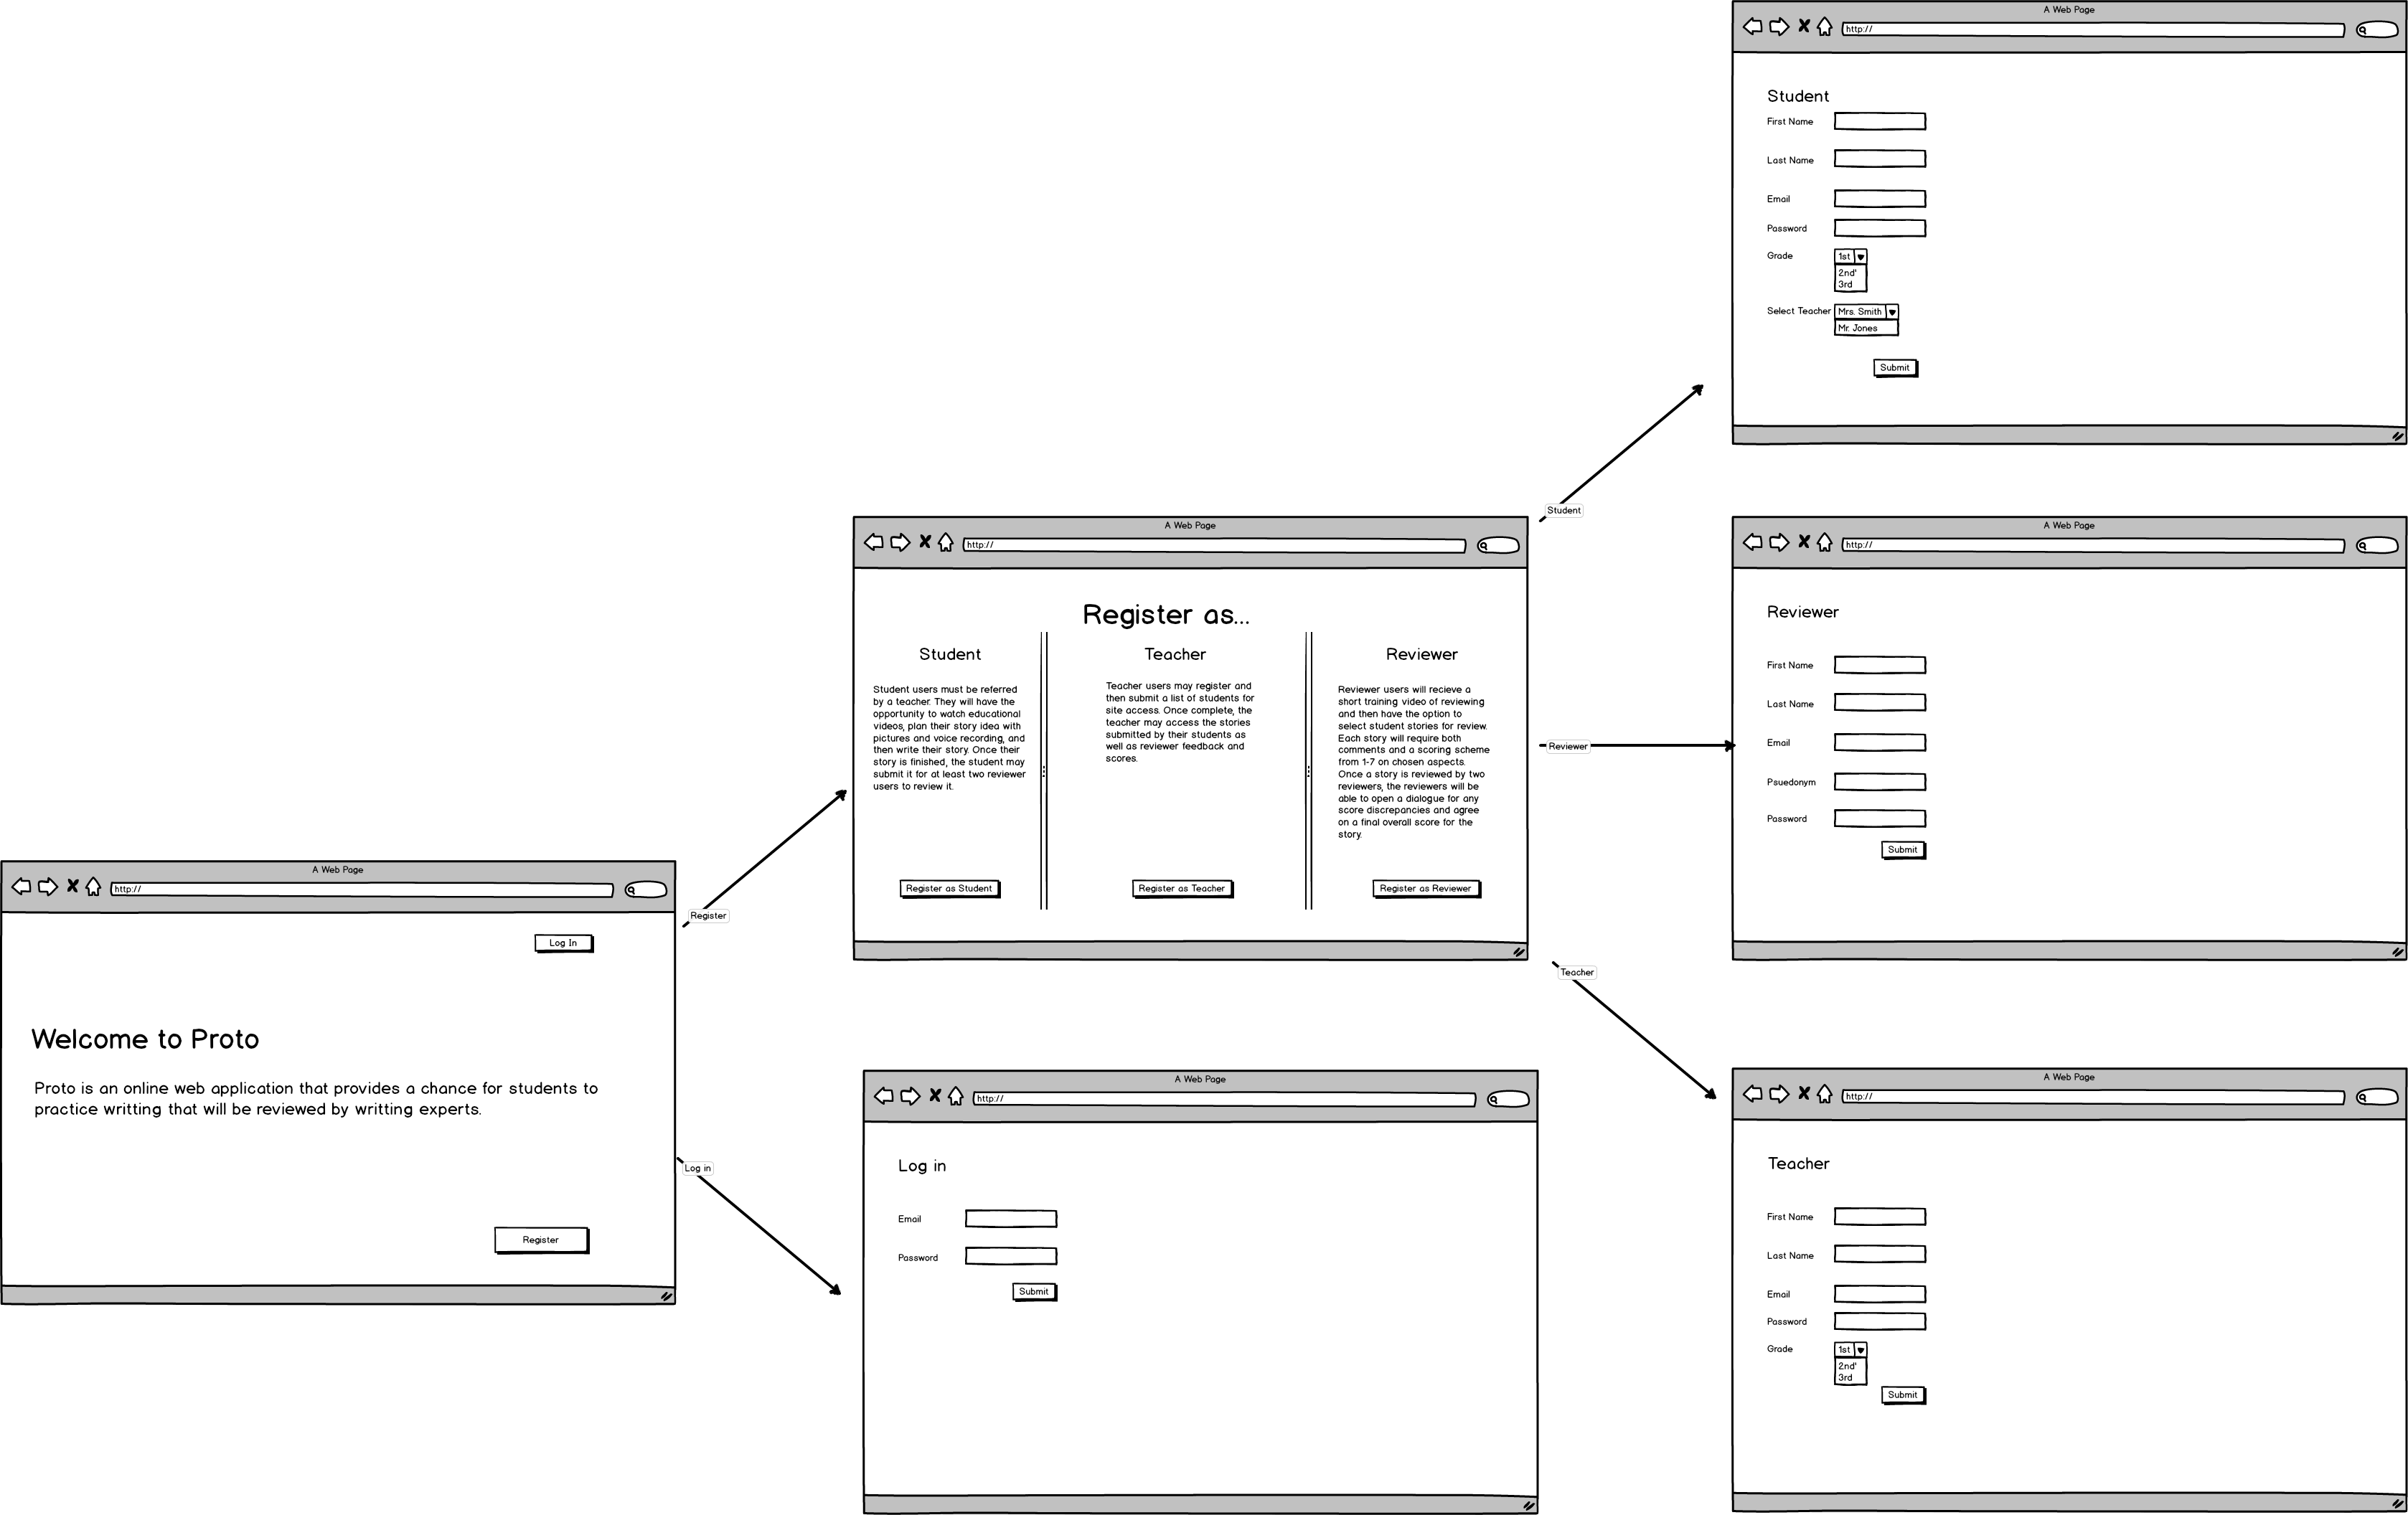 A Web Page
http://
Log In
Welcome to Proto
Proto is an online web application that provides a chance for students to
practice writting that will be reviewed by writting experts.
Register
Register
Log in
A Web Page
http://
Register as...
Student
Student users must be referred
by a teacher. They will have the
opportunity to watch educational
videos, plan their story idea with
pictures and voice recording, and
then write their story. Once their
story is finished, the student may
submit it for at least two reviewer
users to review it.
Register as Student
Teacher
Teacher users may register and
then submit a list of students for
site access. Once complete, the
teacher may access the stories
submitted by their students as
well as reviewer feedback and
scores.
Register as Teacher
Reviewer
Reviewer users will recieve a
short training video of reviewing
and then have the option to
select student stories for review.
Each story will require both
comments and a scoring scheme
from 1-7 on chosen aspects.
Once a story is reviewed by two
reviewers, the reviewers will be
able to open a dialogue for any
score discrepancies and agree
on a final overall score for the
story.
Register as Reviewer
A Web Page
http://
Log in
Email
Password
Submit
Student
Reviewer
Teacher
A Web Page
http://
Student
First Name
Last Name
Email
Password
Grade 1st
2nd'
3rd
Select Teacher Mrs. Smith
Mr. Jones
Submit
A Web Page
http://
Reviewer
First Name
Last Name
Email
Psuedonym
Password
Submit
A Web Page
http://
Teacher
First Name
Last Name
Email
Password
Grade 1st
2nd'
3rd
Submit